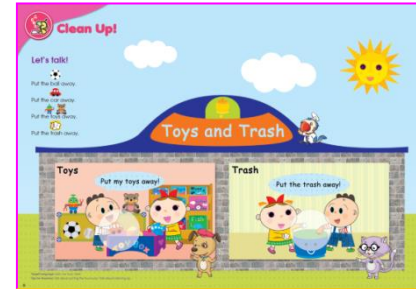 Clean Up!
Let's talk!
Put the ball away.
Put the car away.
Put the toys away.
Put the trash away.
Toys and Trash
Toys
Put my toys away!
Trash
Put the trash away!